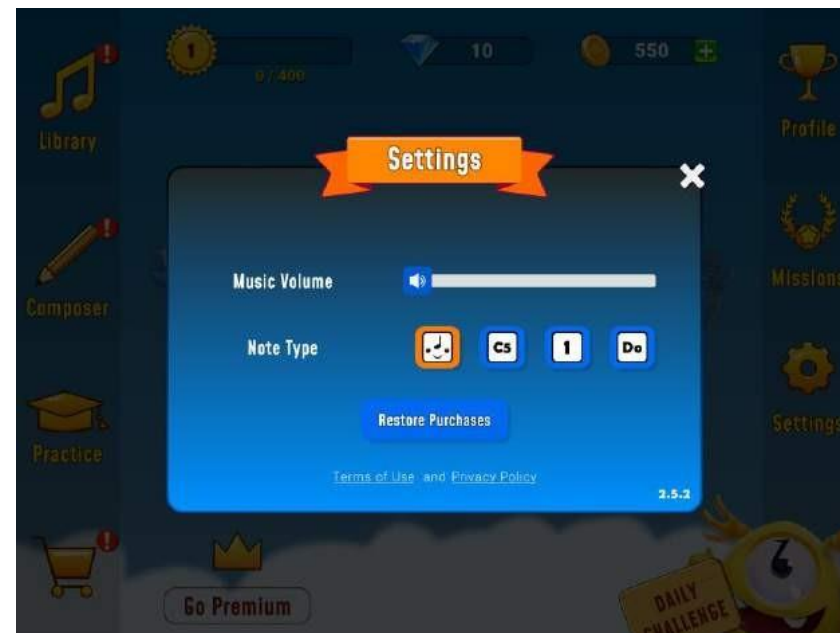 1
0 / 400
10
550
Library
Profile
Settings
Music Volume
Composer
Missions
Note Type
C5
1
Do
Restore Purchases
Practice
Settings
Terms of Use and Privacy Policy
2.5.2
Go Premium
DAILY
CHALLENGE